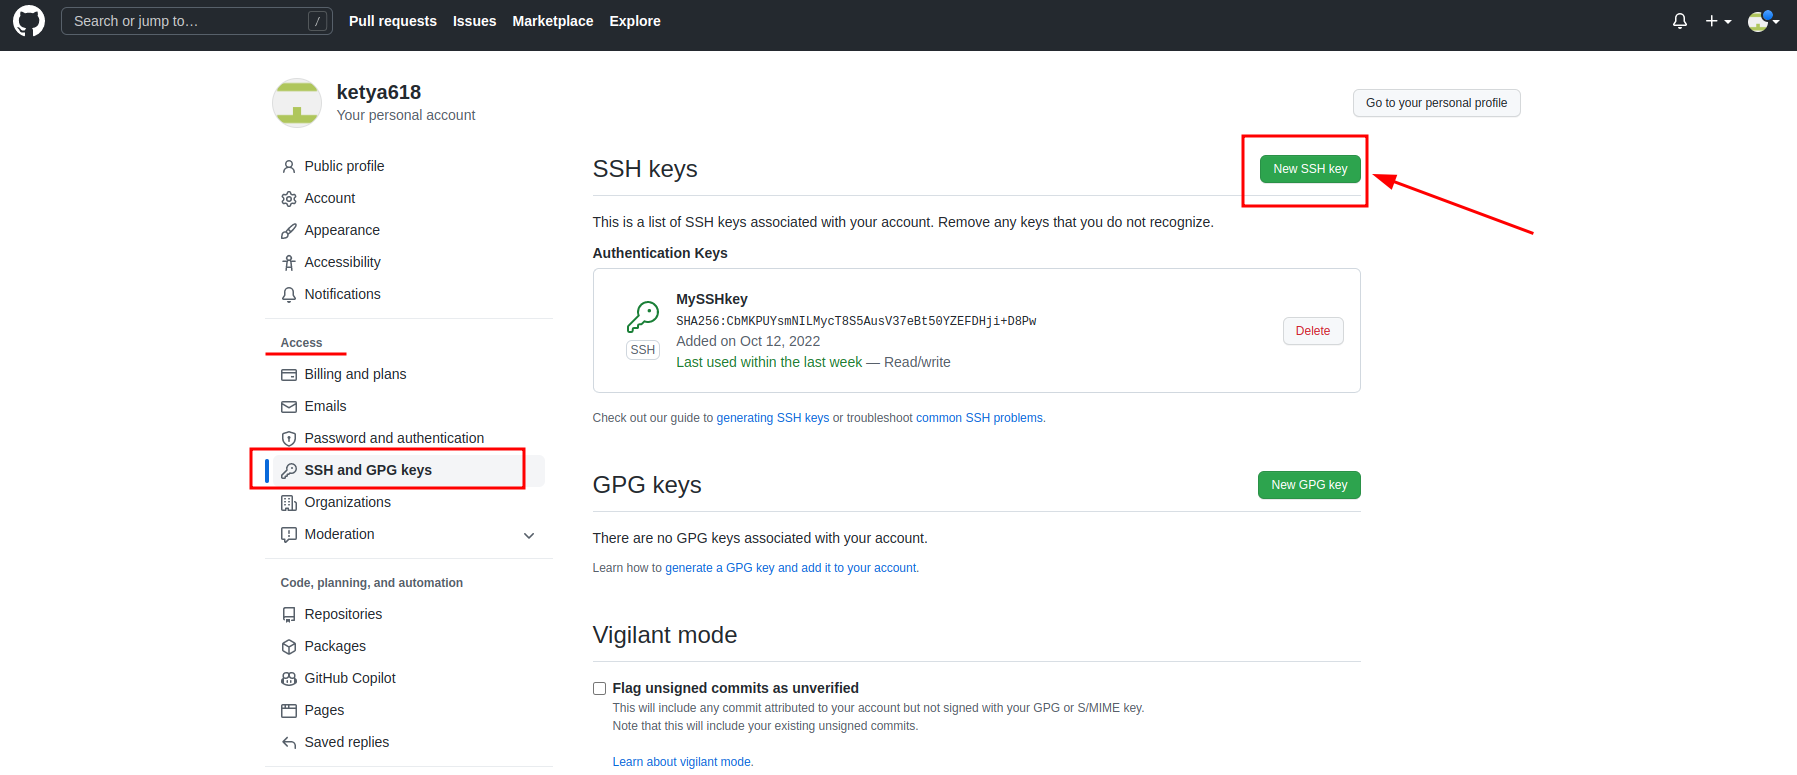 Search or jump to… /
Pull requests Issues Marketplace Explore
ketya618
Your personal account
Go to your personal profile
Public profile
Account
Appearance
Accessibility
Notifications
Access
Billing and plans
Emails
Password and authentication
SSH and GPG keys
Organizations
Moderation
Code, planning, and automation
Repositories
Packages
GitHub Copilot
Pages
Saved replies
SSH keys
New SSH key
This is a list of SSH keys associated with your account. Remove any keys that you do not recognize.
Authentication Keys
MySSHkey
SHA256:CbMKPUYsmNILMycT8S5AusV37eBt50YZEFDHji+D8Pw
Added on Oct 12, 2022
Last used within the last week — Read/write
SSH
Delete
Check out our guide to generating SSH keys or troubleshoot common SSH problems.
GPG keys
New GPG key
There are no GPG keys associated with your account.
Learn how to generate a GPG key and add it to your account.
Vigilant mode
Flag unsigned commits as unverified
This will include any commit attributed to your account but not signed with your GPG or S/MIME key.
Note that this will include your existing unsigned commits.
Learn about vigilant mode.